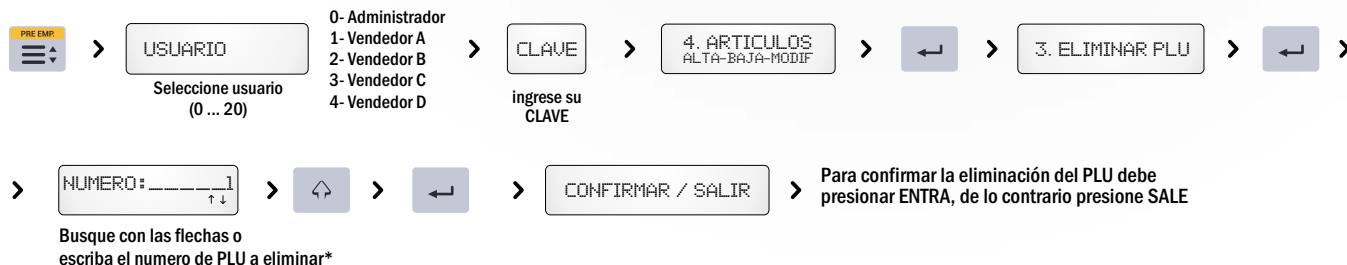 PRE EMP.
USUARIO
Seleccione usuario
(0 ... 20)
0- Administrador
1- Vendedor A
2- Vendedor B
3- Vendedor C
4- Vendedor D
CLAVE
ingrese su
CLAVE
4. ARTICULOS
ALTA-BAJA-MODIF
3. ELIMINAR PLU
NUMERO:_____1
↑↓
Busque con las flechas o
escriba el numero de PLU a eliminar*
CONFIRMAR / SALIR
Para confirmar la eliminación del PLU debe
presionar ENTRA, de lo contrario presione SALE